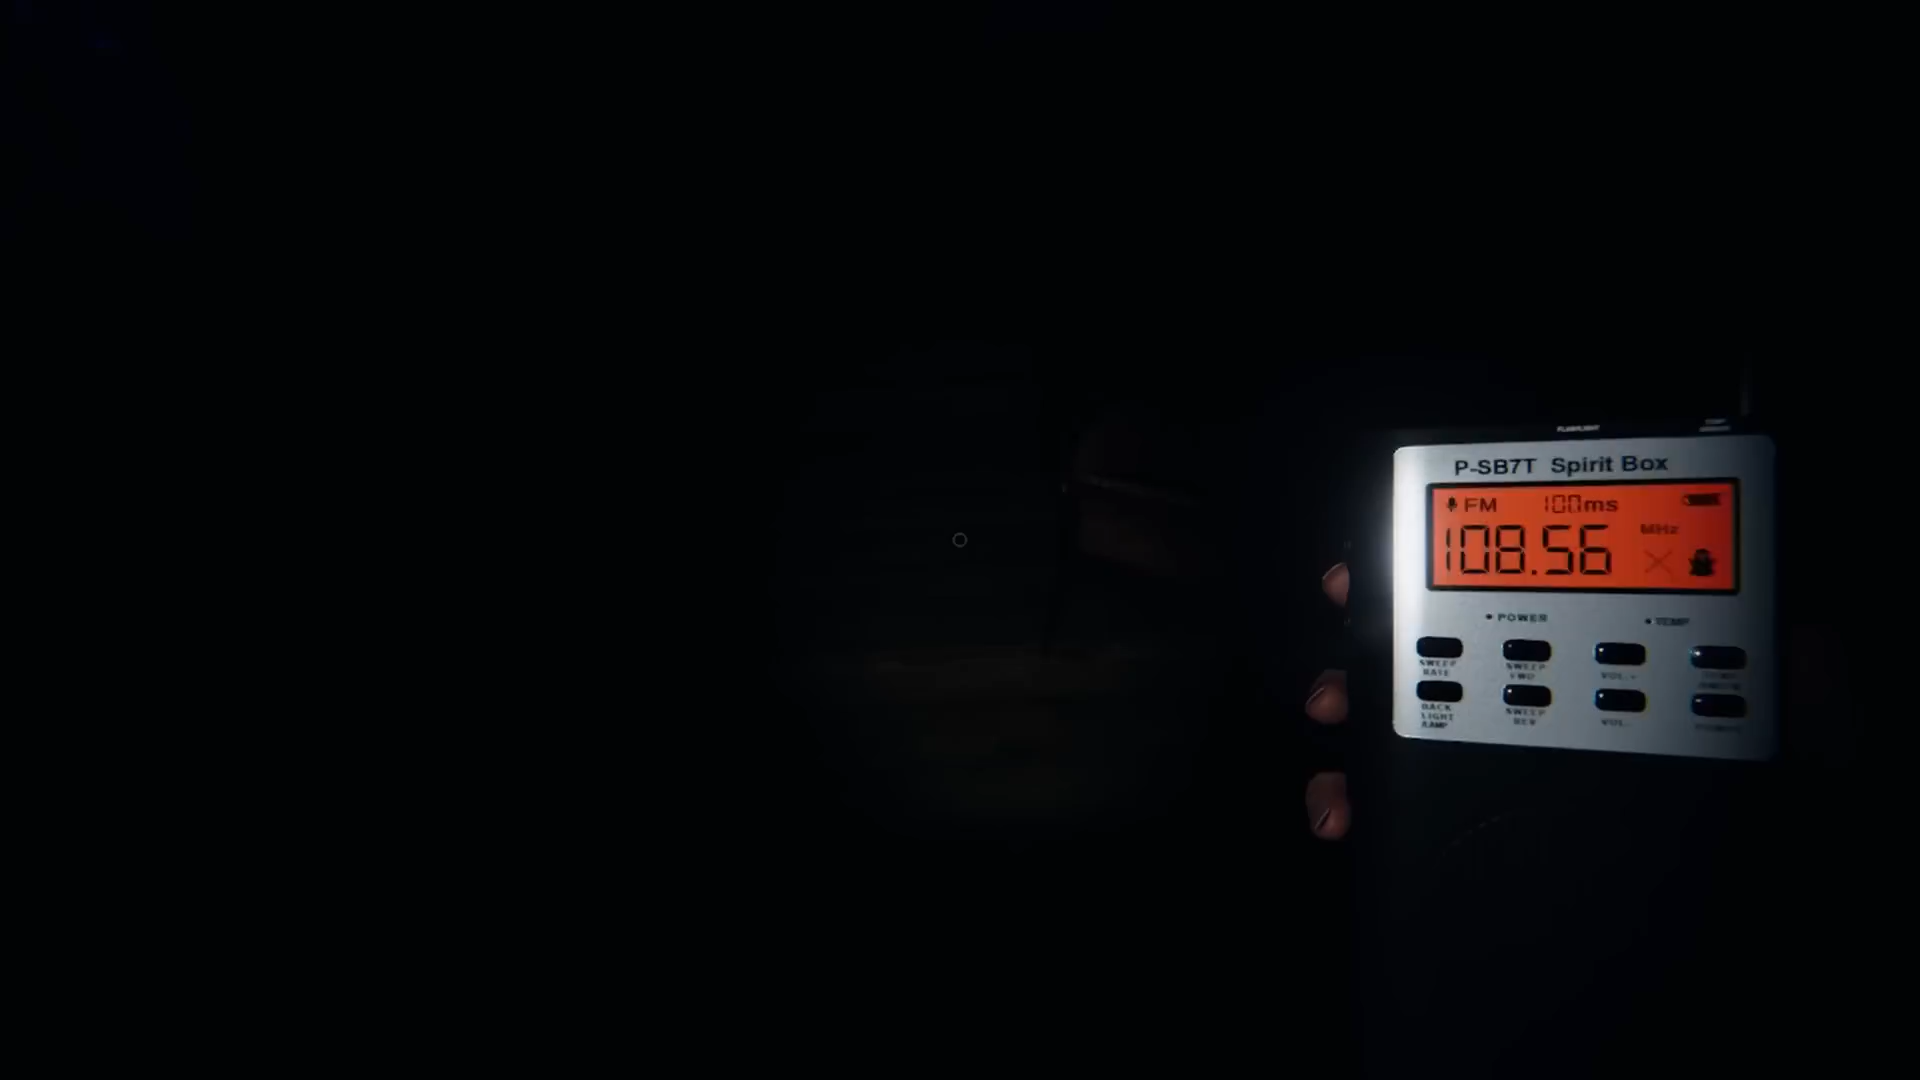 P-SB7T Spirit Box
FM 100ms
MHz
108.56
POWER
TEMP
SWEEP RATE
SWEEP FWD
VOL.+
BACK LIGHT LAMP
SWEEP REV
VOL.-